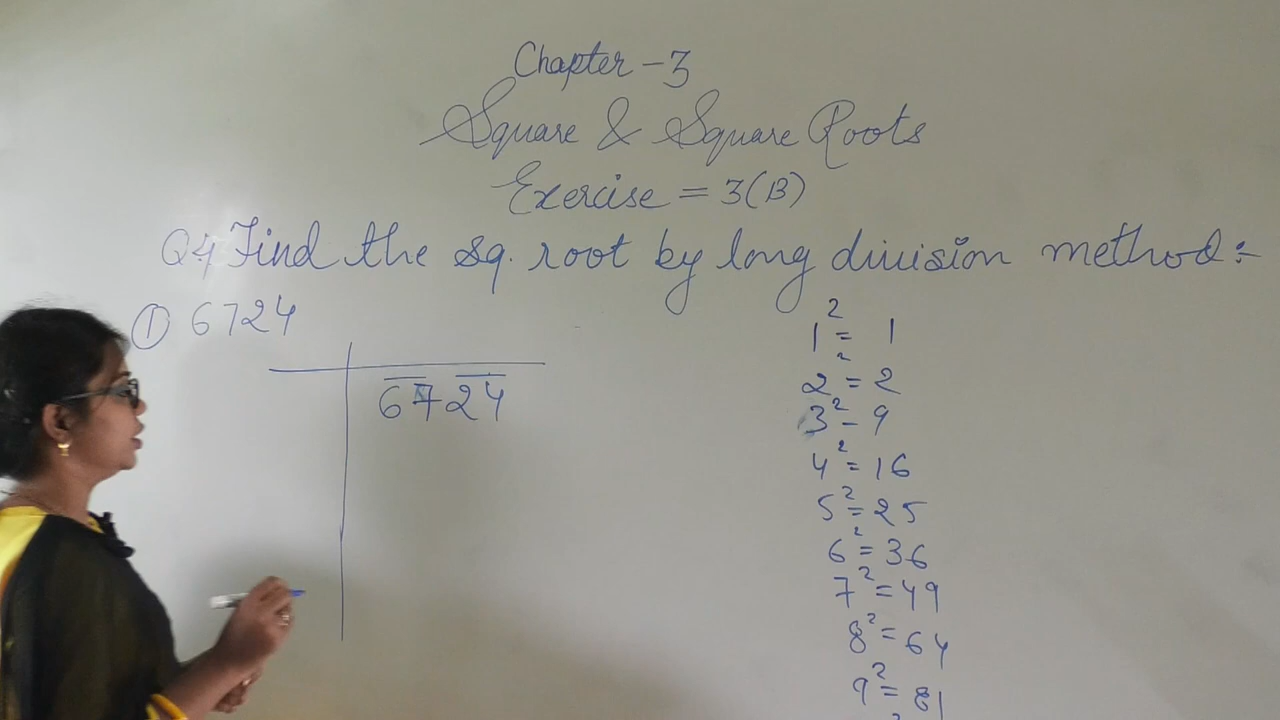 Chapter - 3
Square & Square Roots
Exercise = 3(B)
Q4 Find the sq. root by long division method :-
① 6724
6724
1² = 1
2² = 2
3² - 9
4² = 16
5² = 25
6² = 36
7² = 49
8² = 64
9² = 81